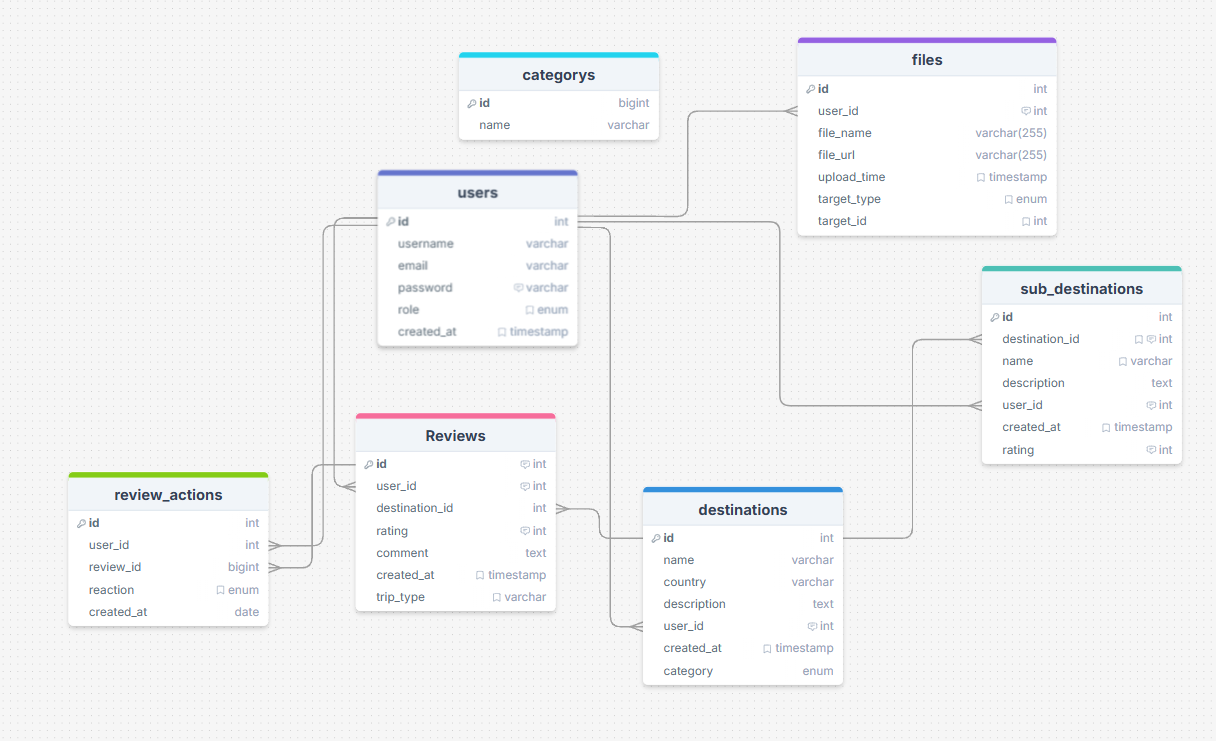 categorys
id bigint
name varchar
files
id int
user_id int
file_name varchar(255)
file_url varchar(255)
upload_time timestamp
target_type enum
target_id int
users
id int
username varchar
email varchar
password varchar
role enum
created_at timestamp
sub_destinations
id int
destination_id int
name varchar
description text
user_id int
created_at timestamp
rating int
Reviews
id int
user_id int
destination_id int
rating int
comment text
created_at timestamp
trip_type varchar
review_actions
id int
user_id int
review_id bigint
reaction enum
created_at date
destinations
id int
name varchar
country varchar
description text
user_id int
created_at timestamp
category enum